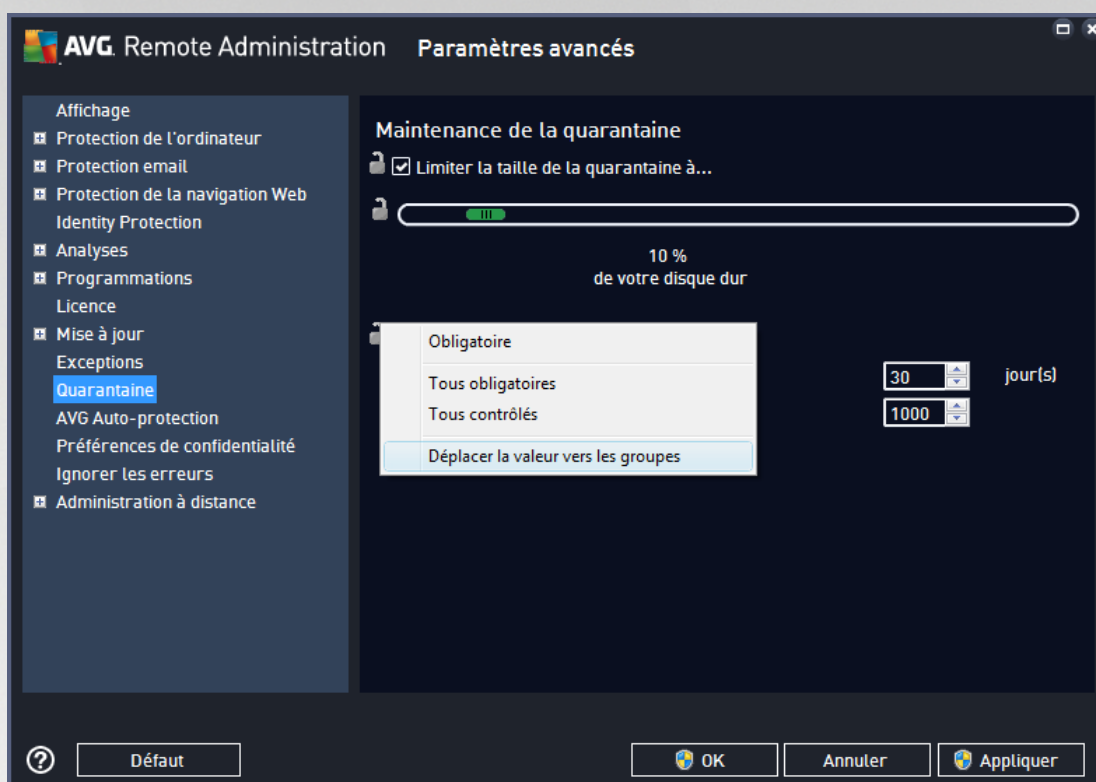 AVG. Remote Administration Paramètres avancés
Affichage
Protection de l'ordinateur
Protection email
Protection de la navigation Web
Identity Protection
Analyses
Programmations
Licence
Mise à jour
Exceptions
Quarantaine
AVG Auto-protection
Préférences de confidentialité
Ignorer les erreurs
Administration à distance
Maintenance de la quarantaine
Limiter la taille de la quarantaine à...
10 %
de votre disque dur
Obligatoire
Tous obligatoires
Tous contrôlés
Déplacer la valeur vers les groupes
30 jour(s)
1000
? Défaut OK Annuler Appliquer